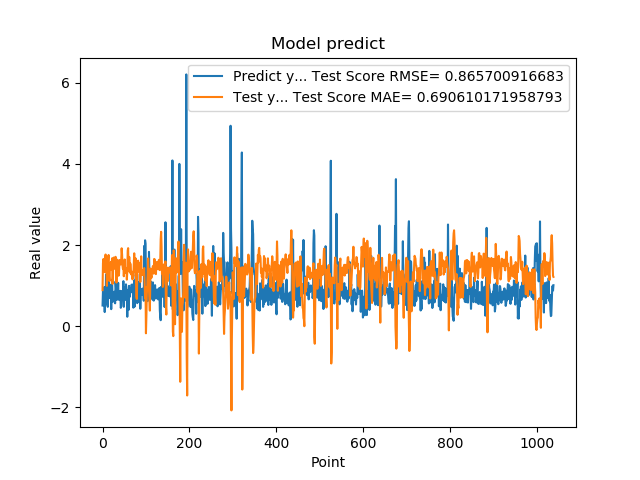 Model predict
Predict y... Test Score RMSE= 0.865700916683
Test y... Test Score MAE= 0.690610171958793
Real value
6
4
2
0
−2
0 200 400 600 800 1000
Point